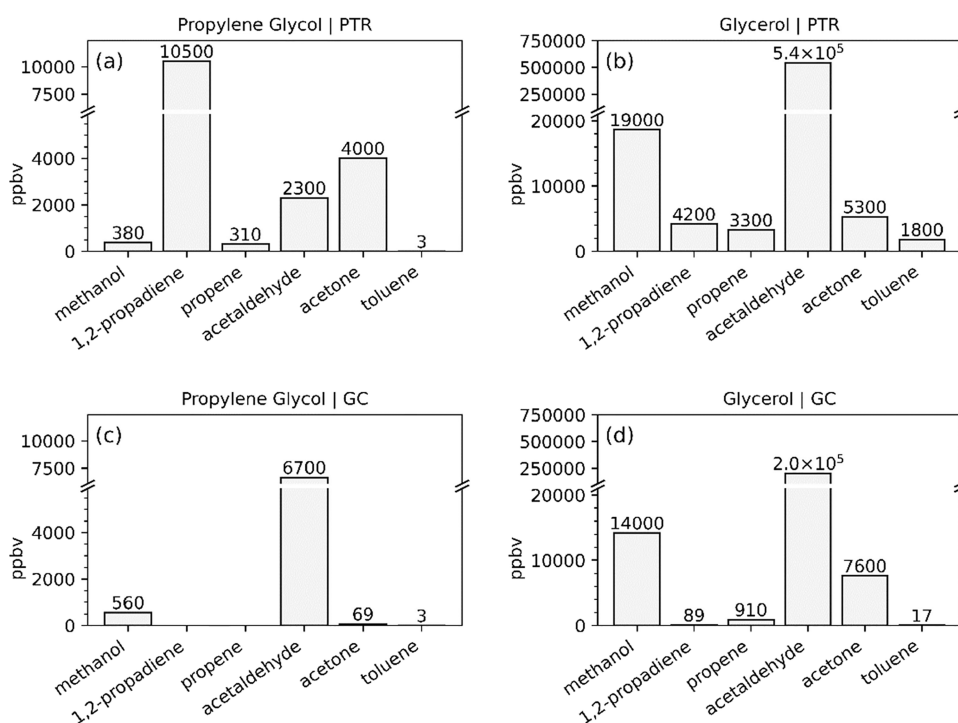 Propylene Glycol | PTR
(a)
ppbv
10000
7500
4000
2000
0
380
10500
310
2300
4000
3
methanol
1,2-propadiene
propene
acetaldehyde
acetone
toluene
Glycerol | PTR
(b)
ppbv
750000
500000
250000
20000
10000
0
19000
4200
3300
5.4×10⁵
5300
1800
methanol
1,2-propadiene
propene
acetaldehyde
acetone
toluene
Propylene Glycol | GC
(c)
ppbv
10000
7500
4000
2000
0
560
6700
69
3
methanol
1,2-propadiene
propene
acetaldehyde
acetone
toluene
Glycerol | GC
(d)
ppbv
750000
500000
250000
20000
10000
0
14000
89
910
2.0×10⁵
7600
17
methanol
1,2-propadiene
propene
acetaldehyde
acetone
toluene